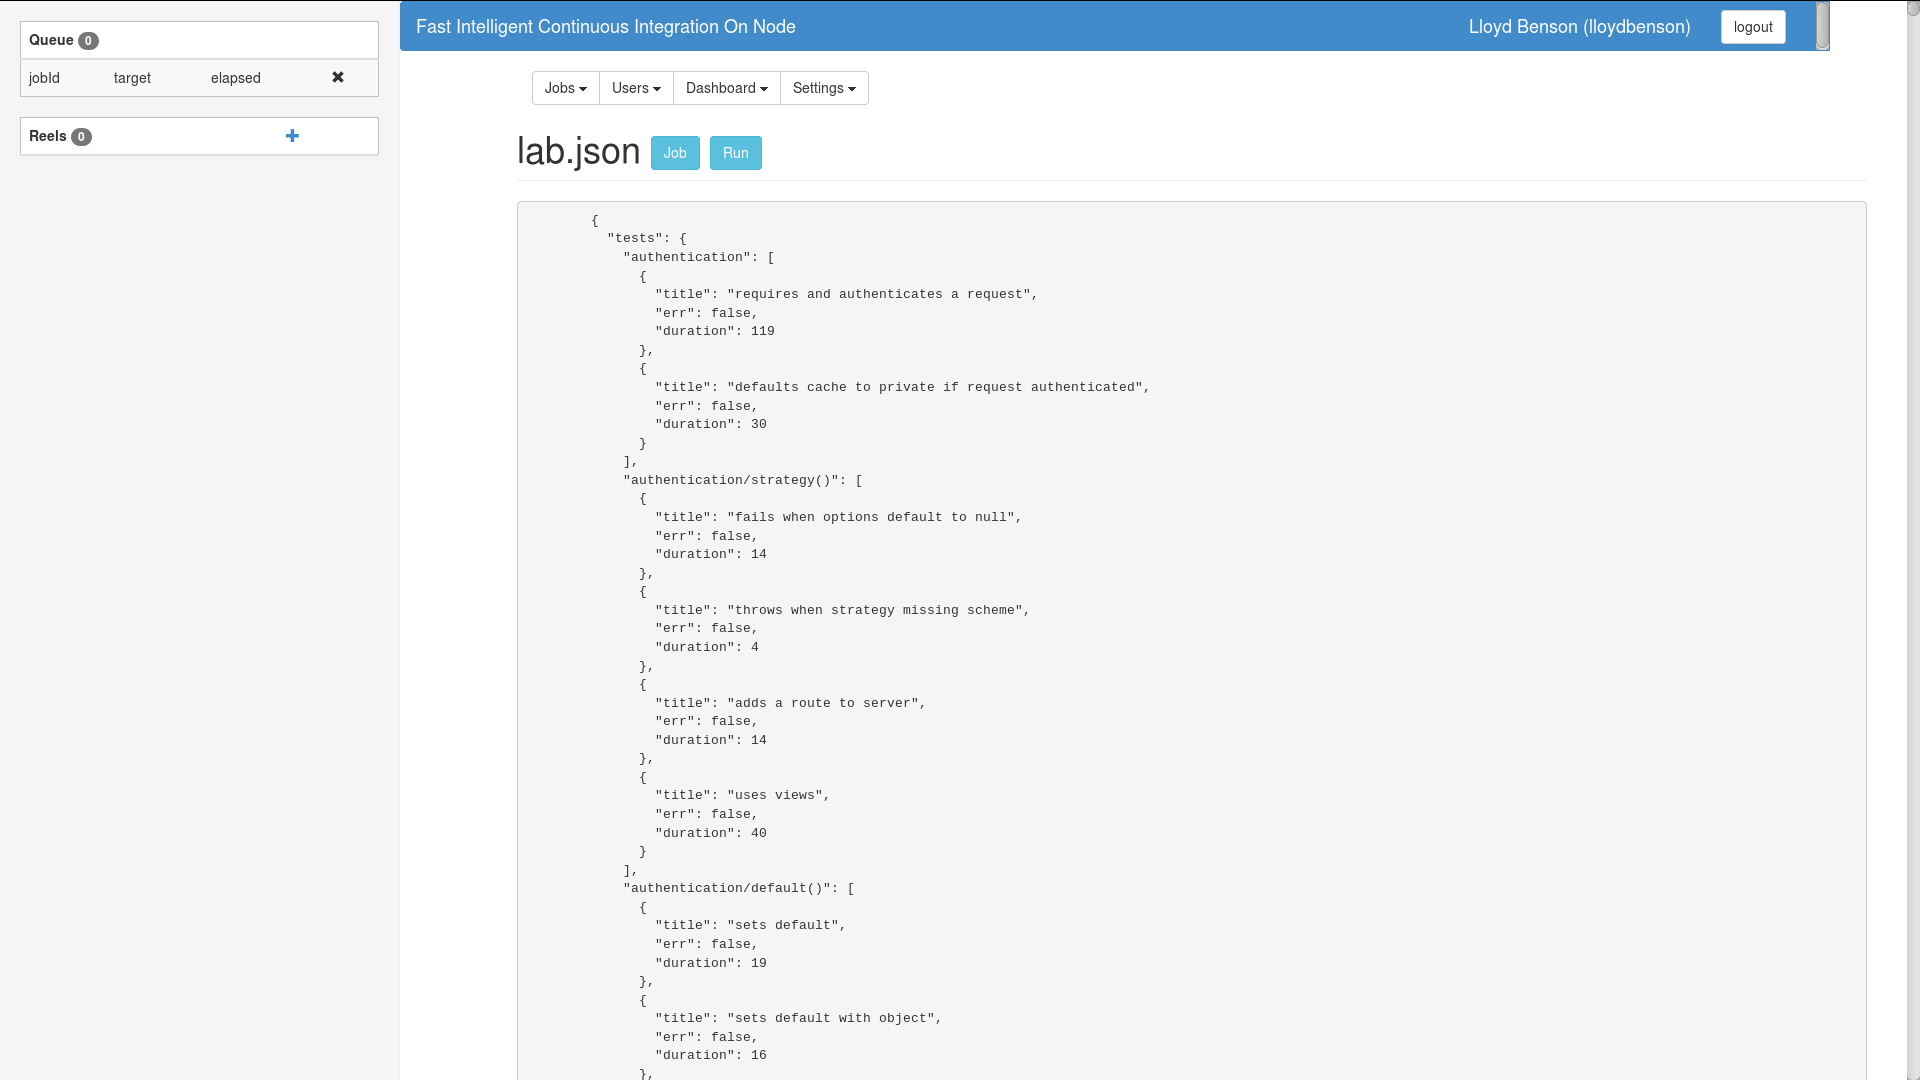 Queue 0
jobId target elapsed ✖
Reels 0 ✚
Fast Intelligent Continuous Integration On Node
Lloyd Benson (lloydbenson) logout
Jobs Users Dashboard Settings
lab.json Job Run
{
"tests": {
"authentication": [
{
"title": "requires and authenticates a request",
"err": false,
"duration": 119
},
{
"title": "defaults cache to private if request authenticated",
"err": false,
"duration": 30
}
],
"authentication/strategy()": [
{
"title": "fails when options default to null",
"err": false,
"duration": 14
},
{
"title": "throws when strategy missing scheme",
"err": false,
"duration": 4
},
{
"title": "adds a route to server",
"err": false,
"duration": 14
},
{
"title": "uses views",
"err": false,
"duration": 40
}
],
"authentication/default()": [
{
"title": "sets default",
"err": false,
"duration": 19
},
{
"title": "sets default with object",
"err": false,
"duration": 16
},